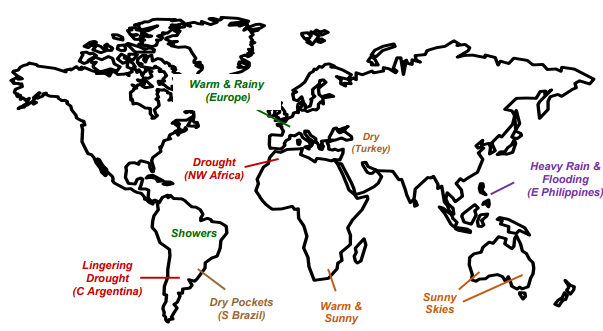 Warm & Rainy
(Europe)
Dry
(Turkey)
Drought
(NW Africa)
Heavy Rain &
Flooding
(E Philippines)
Showers
Lingering
Drought
(C Argentina)
Dry Pockets
(S Brazil)
Warm &
Sunny
Sunny
Skies